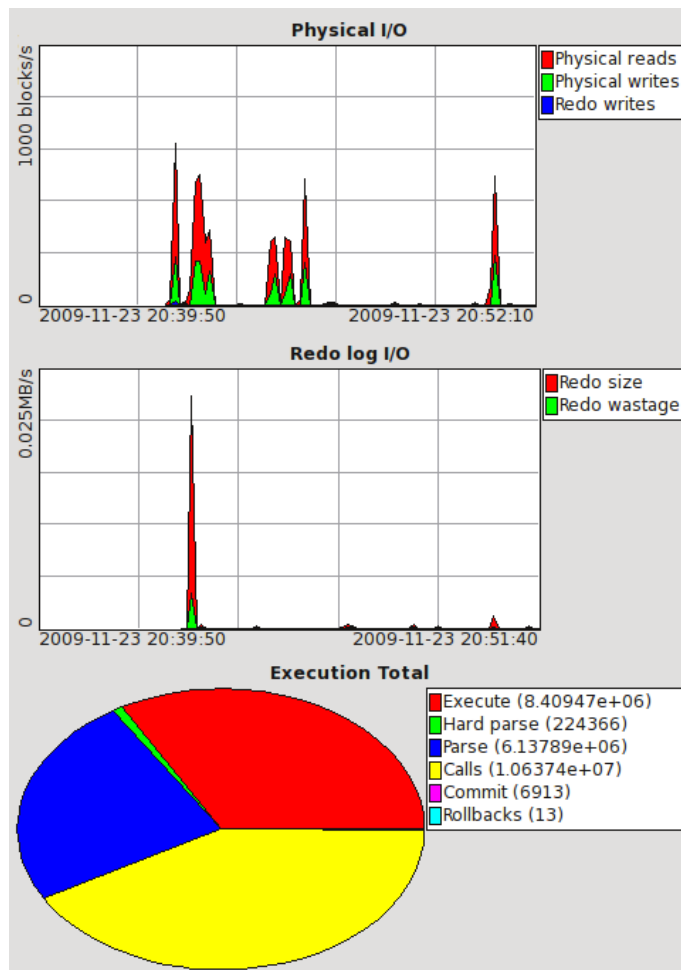 Physical I/O
1000 blocks/s
0
Physical reads
Physical writes
Redo writes
2009-11-23 20:39:50
2009-11-23 20:52:10
Redo log I/O
0.025MB/s
0
Redo size
Redo wastage
2009-11-23 20:39:50
2009-11-23 20:51:40
Execution Total
Execute (8.40947e+06)
Hard parse (224366)
Parse (6.13789e+06)
Calls (1.06374e+07)
Commit (6913)
Rollbacks (13)